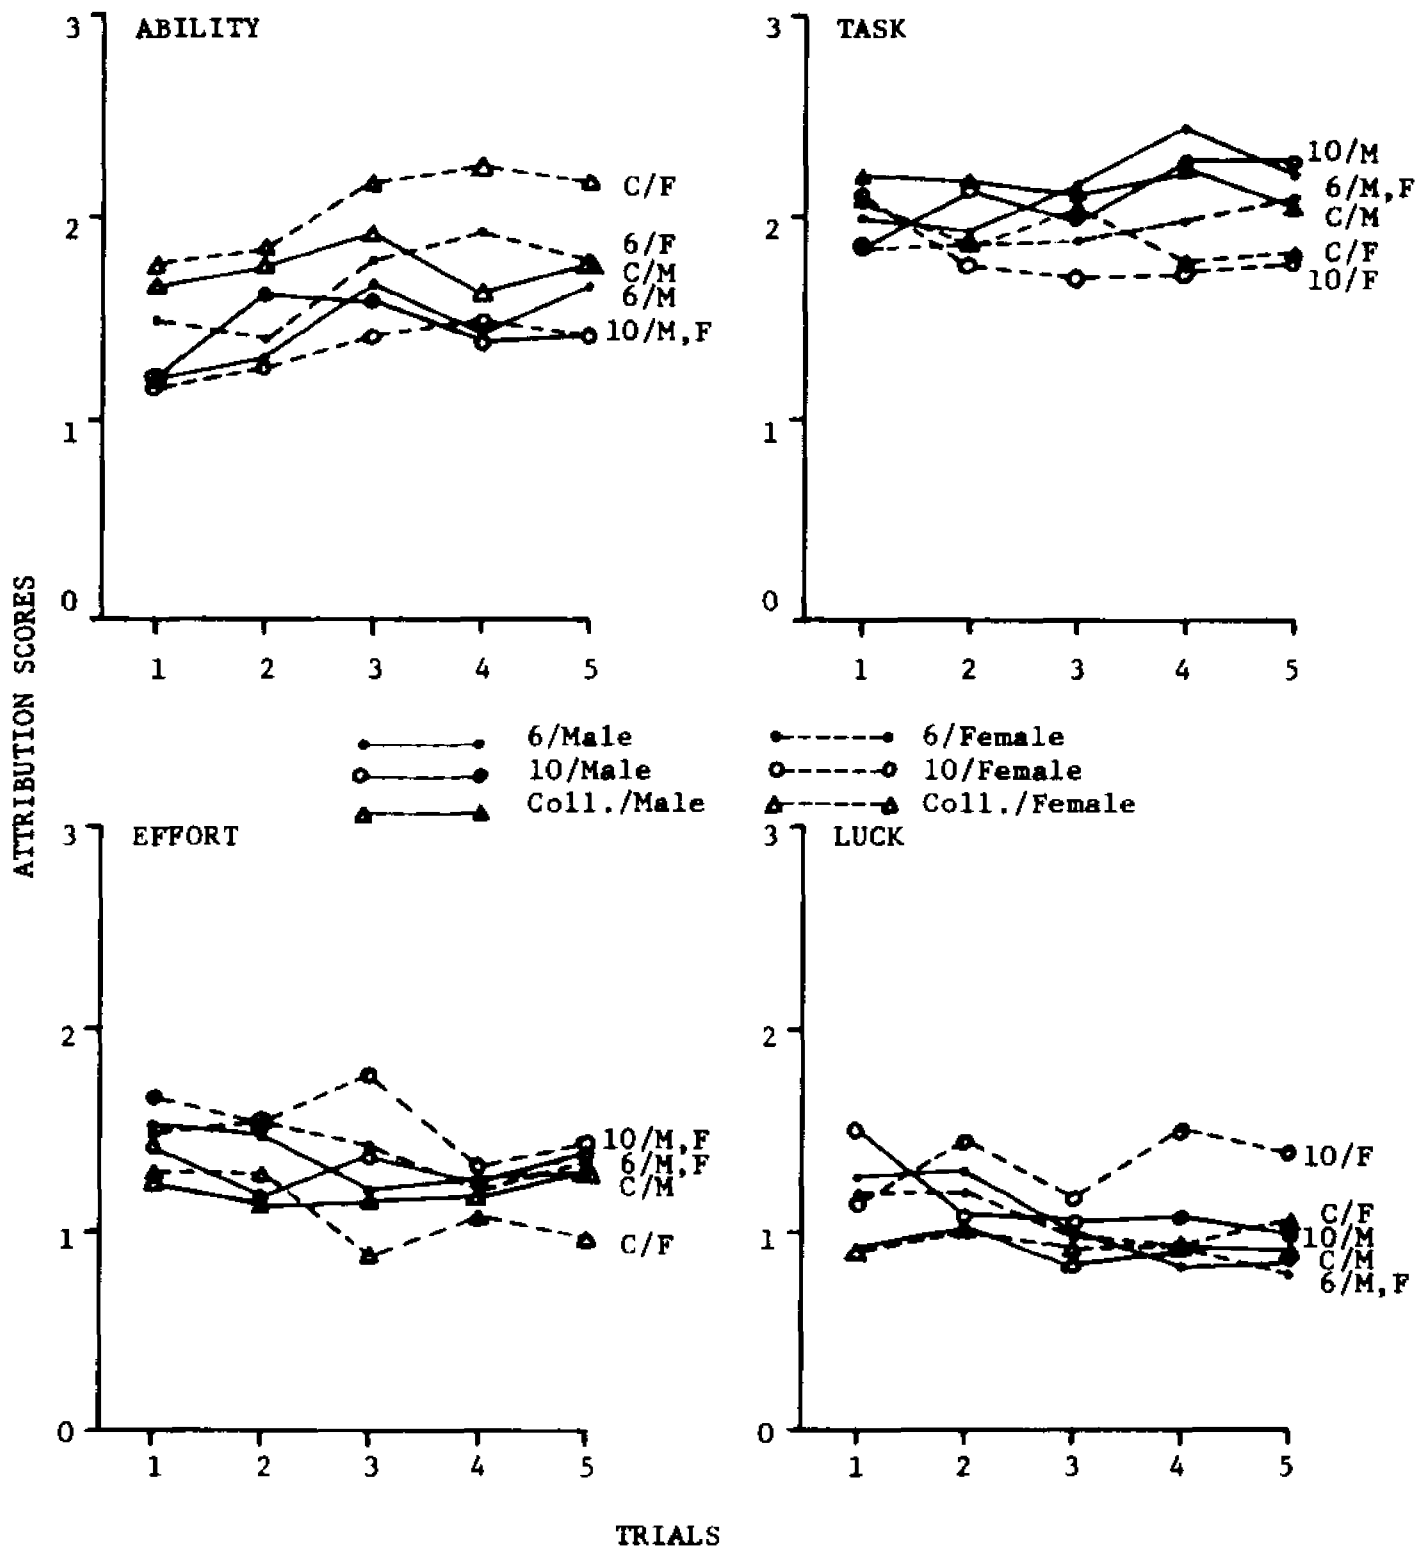 ABILITY
3
2
1
0
C/F
6/F
C/M
6/M
10/M,F
1 2 3 4 5
TASK
3
2
1
0
10/M
6/M,F
C/M
C/F
10/F
1 2 3 4 5
ATTRIBUTION SCORES
6/Male
10/Male
Coll./Male
6/Female
10/Female
Coll./Female
EFFORT
3
2
1
0
10/M,F
6/M,F
C/M
C/F
1 2 3 4 5
LUCK
3
2
1
0
10/F
C/F
10/M
C/M
6/M,F
1 2 3 4 5
TRIALS